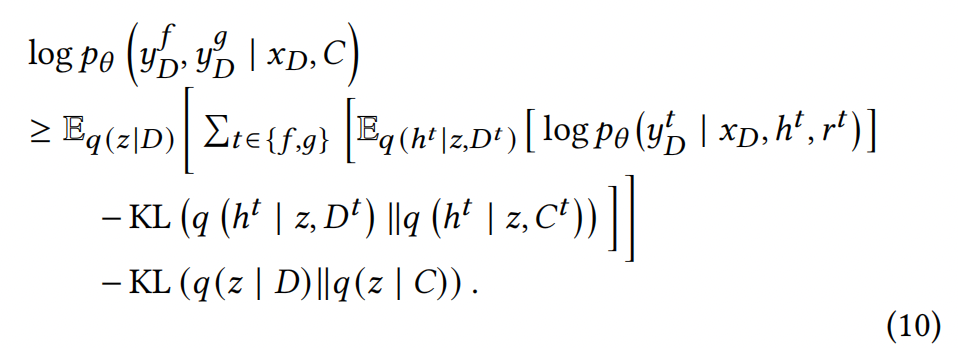 log p_θ (y_D^f, y_D^g | x_D, C)
≥ 𝔼_{q(z|D)} [ ∑_{t∈{f,g}} [ 𝔼_{q(h^t|z,D^t)} [ log p_θ (y_D^t | x_D, h^t, r^t) ]
− KL (q (h^t | z, D^t) ‖q (h^t | z, C^t)) ] ]
− KL (q(z | D)‖q(z | C)) .
(10)